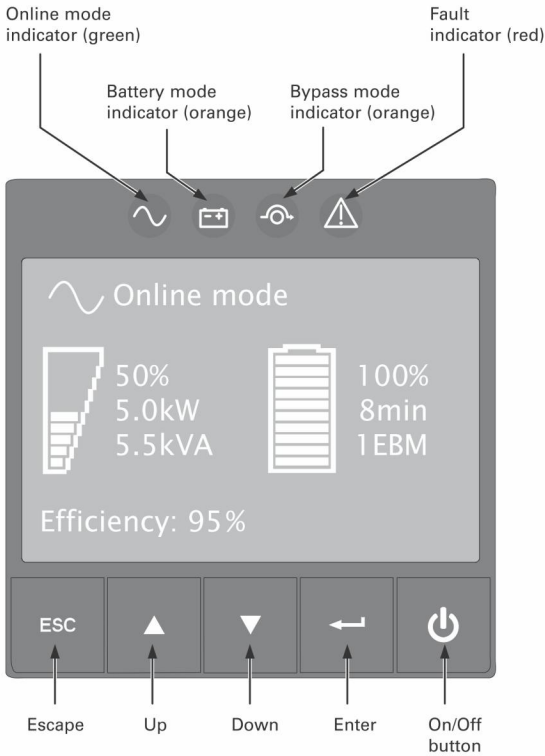 Online mode
indicator (green)
Fault
indicator (red)
Battery mode
indicator (orange)
Bypass mode
indicator (orange)
Online mode
50%
5.0kW
5.5kVA
100%
8min
1EBM
Efficiency: 95%
ESC
Escape
Up
Down
Enter
On/Off
button